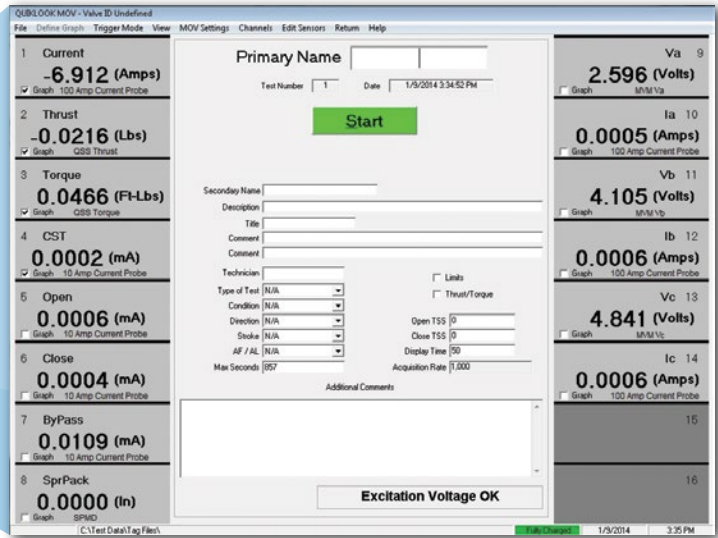 QUIKLOOK MOV - Valve ID Undefined
File Define Graph Trigger Mode View MOV Settings Channels Edit Sensors Return Help
1 Current
-6.912 (Amps)
Graph 100 Amp Current Probe
2 Thrust
-0.0216 (Lbs)
Graph QSS Thrust
3 Torque
0.0466 (Ft-Lbs)
Graph QSS Torque
4 CST
0.0002 (mA)
Graph 10 Amp Current Probe
5 Open
0.0006 (mA)
Graph 10 Amp Current Probe
6 Close
0.0004 (mA)
Graph 10 Amp Current Probe
7 ByPass
0.0109 (mA)
Graph 10 Amp Current Probe
8 SprPack
0.0000 (In)
Graph SPMD
Primary Name
Test Number 1 Date 1/9/2014 3:34:52 PM
Start
Secondary Name
Description
Title
Comment
Comment
Technician
Limits
Type of Test N/A
Thrust/Torque
Condition N/A
Direction N/A Open TSS 0
Stroke N/A Close TSS 0
AF / AL N/A Display Time 50
Max Seconds 857 Acquisition Rate 1,000
Additional Comments
Excitation Voltage OK
Va 9
2.596 (Volts)
Graph MVM Va
Ia 10
0.0005 (Amps)
Graph 100 Amp Current Probe
Vb 11
4.105 (Volts)
Graph MVM Vb
Ib 12
0.0006 (Amps)
Graph 100 Amp Current Probe
Vc 13
4.841 (Volts)
Graph MVM Vc
Ic 14
0.0006 (Amps)
Graph 100 Amp Current Probe
15
16
C:\Test Data\Tag Files\ Fully Charged 1/9/2014 3:35 PM